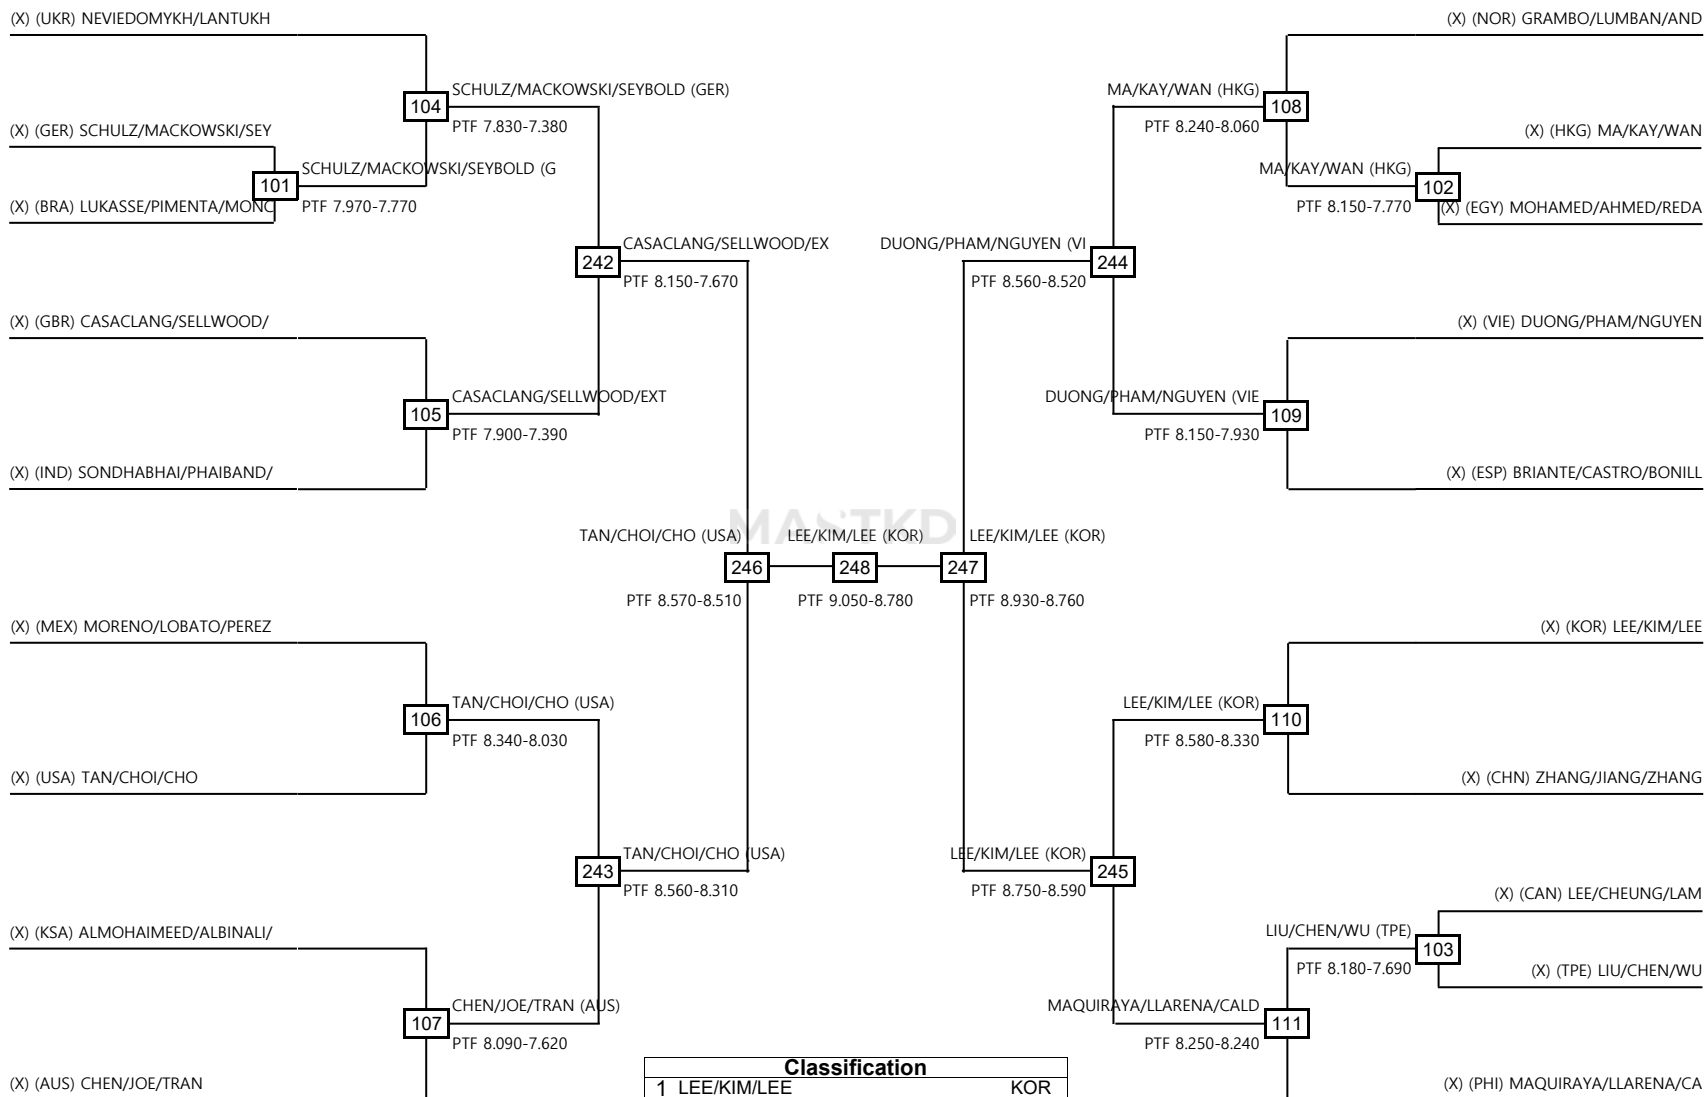 (X) (UKR) NEVIEDOMYKH/LANTUKH
104
SCHULZ/MACKOWSKI/SEYBOLD (GER)
PTF 7.830-7.380
(X) (GER) SCHULZ/MACKOWSKI/SEY
101
SCHULZ/MACKOWSKI/SEYBOLD (G
PTF 7.970-7.770
(X) (BRA) LUKASSE/PIMENTA/MONC
242
CASACLANG/SELLWOOD/EX
PTF 8.150-7.670
(X) (GBR) CASACLANG/SELLWOOD/
105
CASACLANG/SELLWOOD/EXT
PTF 7.900-7.390
(X) (IND) SONDHABHAI/PHAIBAND/
TAN/CHOI/CHO (USA)
246
PTF 8.570-8.510
(X) (MEX) MORENO/LOBATO/PEREZ
106
TAN/CHOI/CHO (USA)
PTF 8.340-8.030
(X) (USA) TAN/CHOI/CHO
243
TAN/CHOI/CHO (USA)
PTF 8.560-8.310
(X) (KSA) ALMOHAIMEED/ALBINALI/
107
CHEN/JOE/TRAN (AUS)
PTF 8.090-7.620
(X) (AUS) CHEN/JOE/TRAN
MASTKD
LEE/KIM/LEE (KOR)
248
PTF 9.050-8.780
(X) (NOR) GRAMBO/LUMBAN/AND
MA/KAY/WAN (HKG)
108
PTF 8.240-8.060
(X) (HKG) MA/KAY/WAN
MA/KAY/WAN (HKG)
102
PTF 8.150-7.770
(X) (EGY) MOHAMED/AHMED/REDA
DUONG/PHAM/NGUYEN (VI
244
PTF 8.560-8.520
(X) (VIE) DUONG/PHAM/NGUYEN
DUONG/PHAM/NGUYEN (VIE
109
PTF 8.150-7.930
(X) (ESP) BRIANTE/CASTRO/BONILL
LEE/KIM/LEE (KOR)
247
PTF 8.930-8.760
(X) (KOR) LEE/KIM/LEE
LEE/KIM/LEE (KOR)
110
PTF 8.580-8.330
(X) (CHN) ZHANG/JIANG/ZHANG
LEE/KIM/LEE (KOR)
245
PTF 8.750-8.590
(X) (CAN) LEE/CHEUNG/LAM
LIU/CHEN/WU (TPE)
103
PTF 8.180-7.690
(X) (TPE) LIU/CHEN/WU
MAQUIRAYA/LLARENA/CALD
111
PTF 8.250-8.240
(X) (PHI) MAQUIRAYA/LLARENA/CA
Classification
1 LEE/KIM/LEE KOR